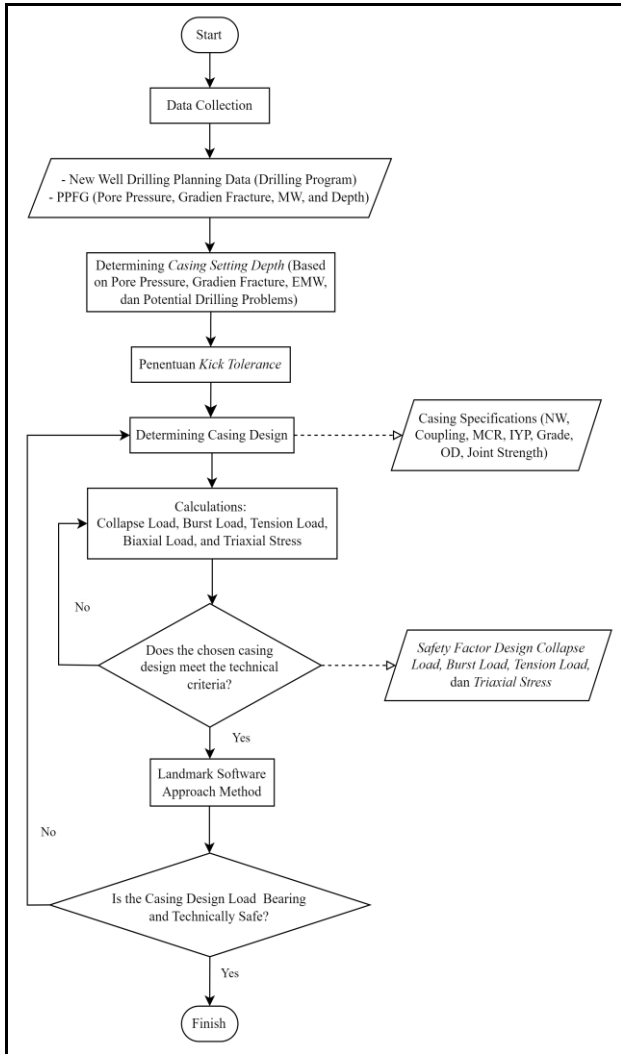 Start
Data Collection
- New Well Drilling Planning Data (Drilling Program)
- PPFG (Pore Pressure, Gradien Fracture, MW, and Depth)
Determining Casing Setting Depth (Based
on Pore Pressure, Gradien Fracture, EMW,
dan Potential Drilling Problems)
Penentuan Kick Tolerance
Determining Casing Design
Casing Specifications (NW,
Coupling, MCR, IYP, Grade,
OD, Joint Strength)
Calculations:
Collapse Load, Burst Load, Tension Load,
Biaxial Load, and Triaxial Stress
No
Does the chosen casing
design meet the technical
criteria?
Safety Factor Design Collapse
Load, Burst Load, Tension Load,
dan Triaxial Stress
Yes
Landmark Software
Approach Method
No
Is the Casing Design Load Bearing
and Technically Safe?
Yes
Finish